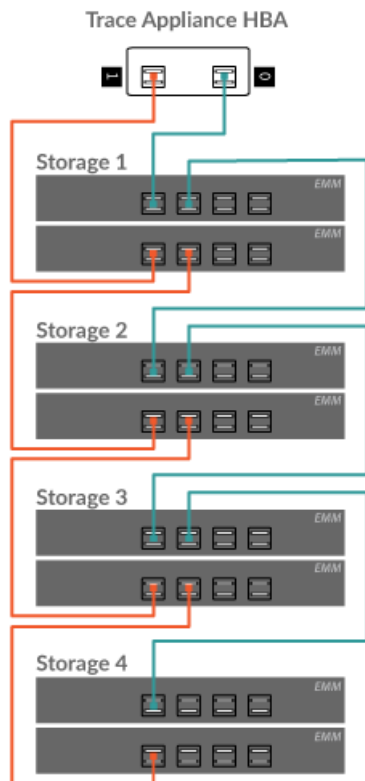 Trace Appliance HBA
1 0
Storage 1
EMM
EMM
Storage 2
EMM
EMM
Storage 3
EMM
EMM
Storage 4
EMM
EMM